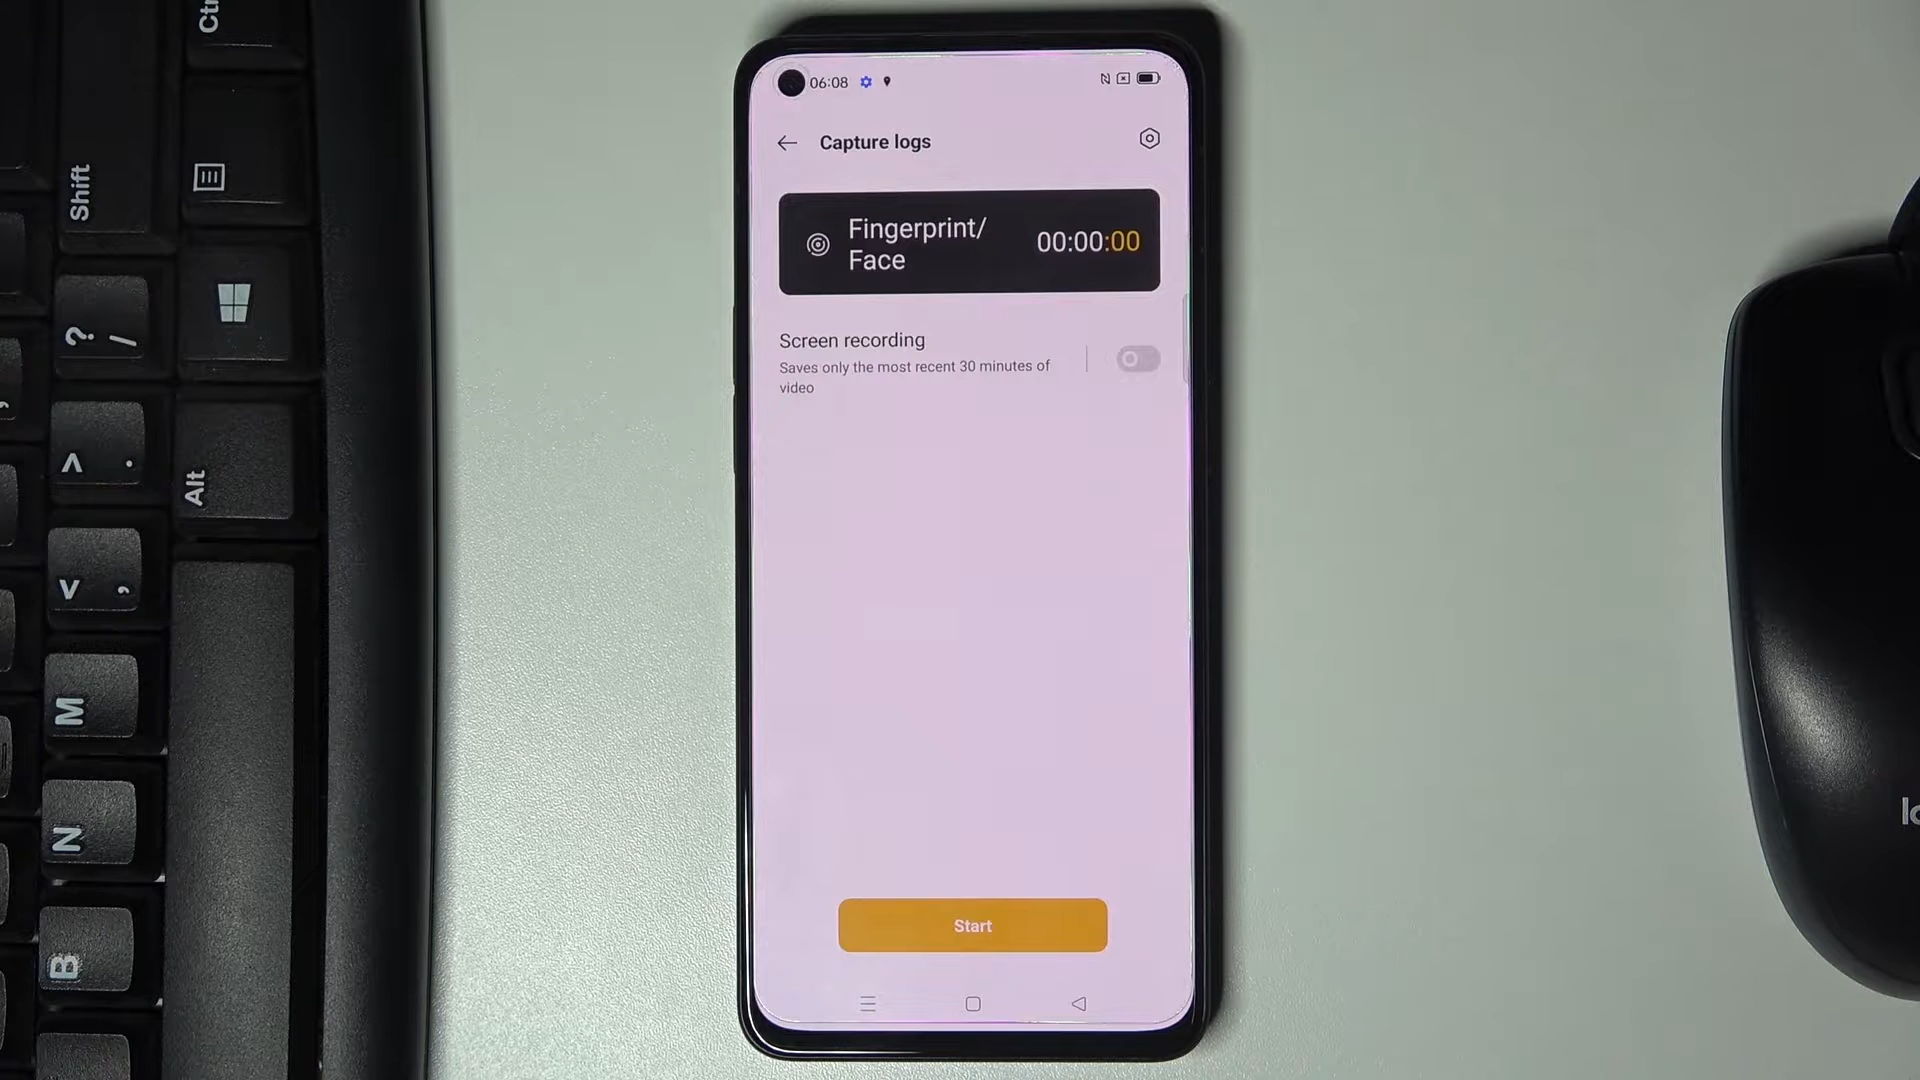 06:08
Capture logs
Fingerprint/
Face
00:00:00
Screen recording
Saves only the most recent 30 minutes of
video
Start
Shift
? /
> .
Alt
< ,
M
N
B